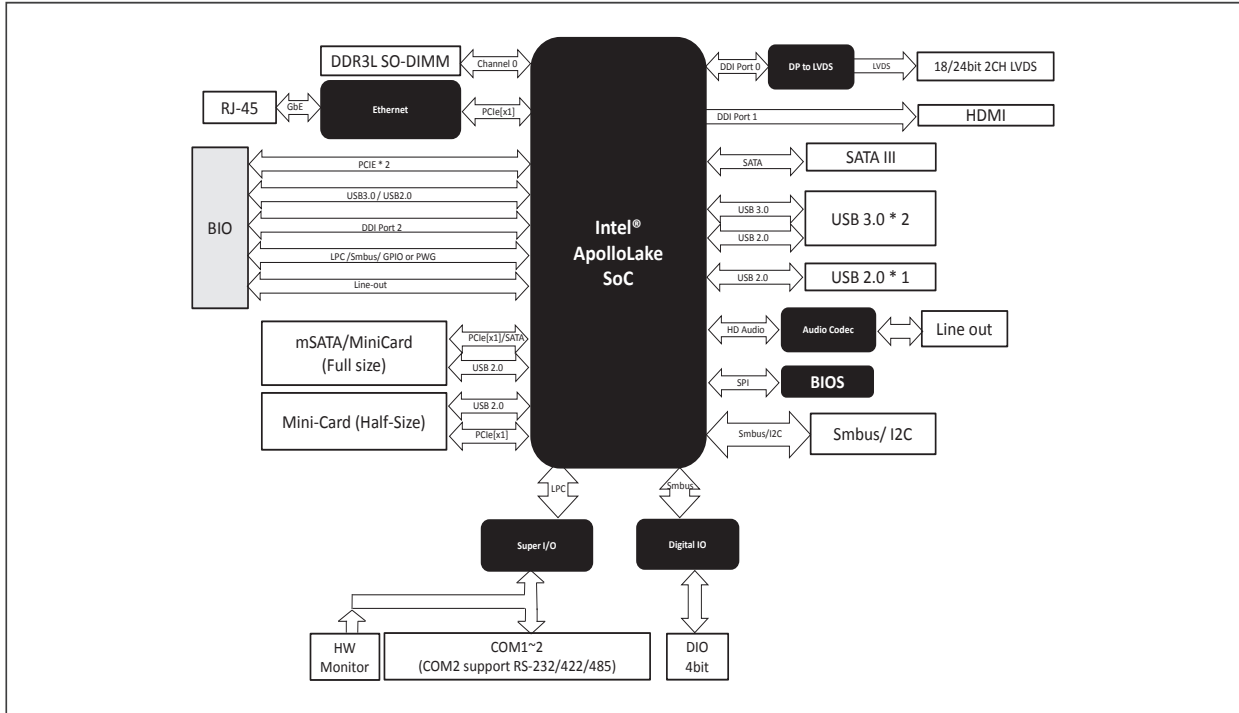 DDR3L SO-DIMM
Channel 0
DDI Port 0
DP to LVDS
LVDS
18/24bit 2CH LVDS
RJ-45
GbE
Ethernet
PCIe[x1]
DDI Port 1
HDMI
BIO
PCIE * 2
USB3.0 / USB2.0
DDI Port 2
LPC /Smbus/ GPIO or PWG
Line-out
Intel®
ApolloLake
SoC
SATA
SATA III
USB 3.0
USB 2.0
USB 3.0 * 2
USB 2.0
USB 2.0 * 1
mSATA/MiniCard
(Full size)
PCIe[x1]/SATA
USB 2.0
HD Audio
Audio Codec
Line out
SPI
BIOS
Mini-Card (Half-Size)
USB 2.0
PCIe[x1]
Smbus/I2C
Smbus/ I2C
LPC
Smbus
Super I/O
Digital IO
HW
Monitor
COM1~2
(COM2 support RS-232/422/485)
DIO
4bit